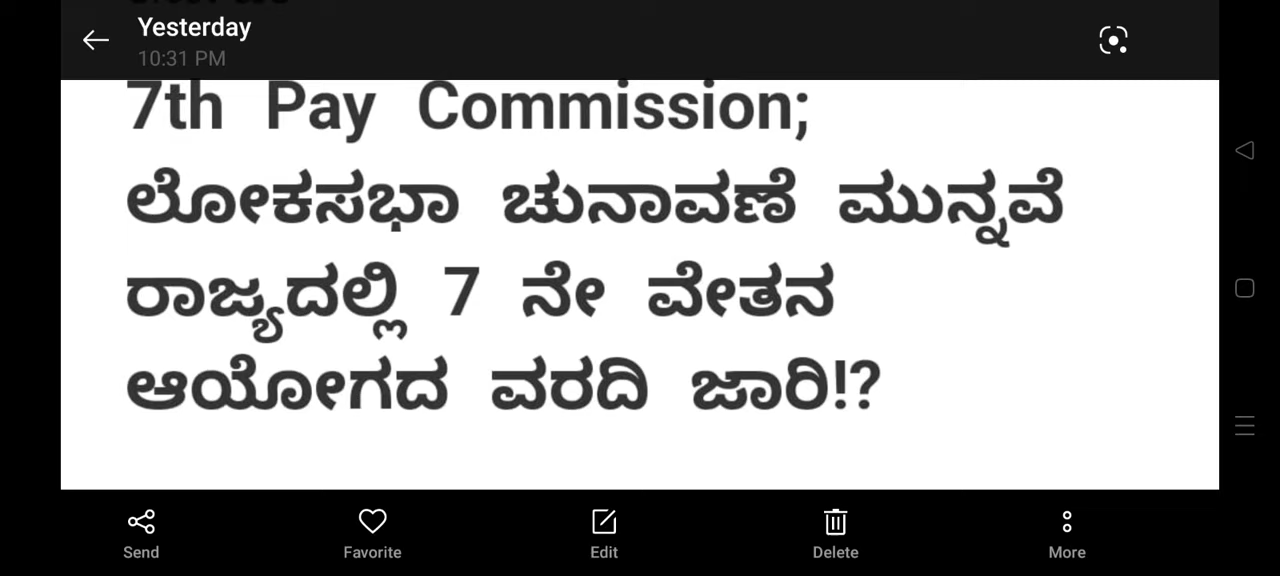 Yesterday
10:31 PM
7th Pay Commission;
ಲೋಕಸಭಾ ಚುನಾವಣೆ ಮುನ್ನವೆ
ರಾಜ್ಯದಲ್ಲಿ 7 ನೇ ವೇತನ
ಆಯೋಗದ ವರದಿ ಜಾರಿ!?
Send Favorite Edit Delete More